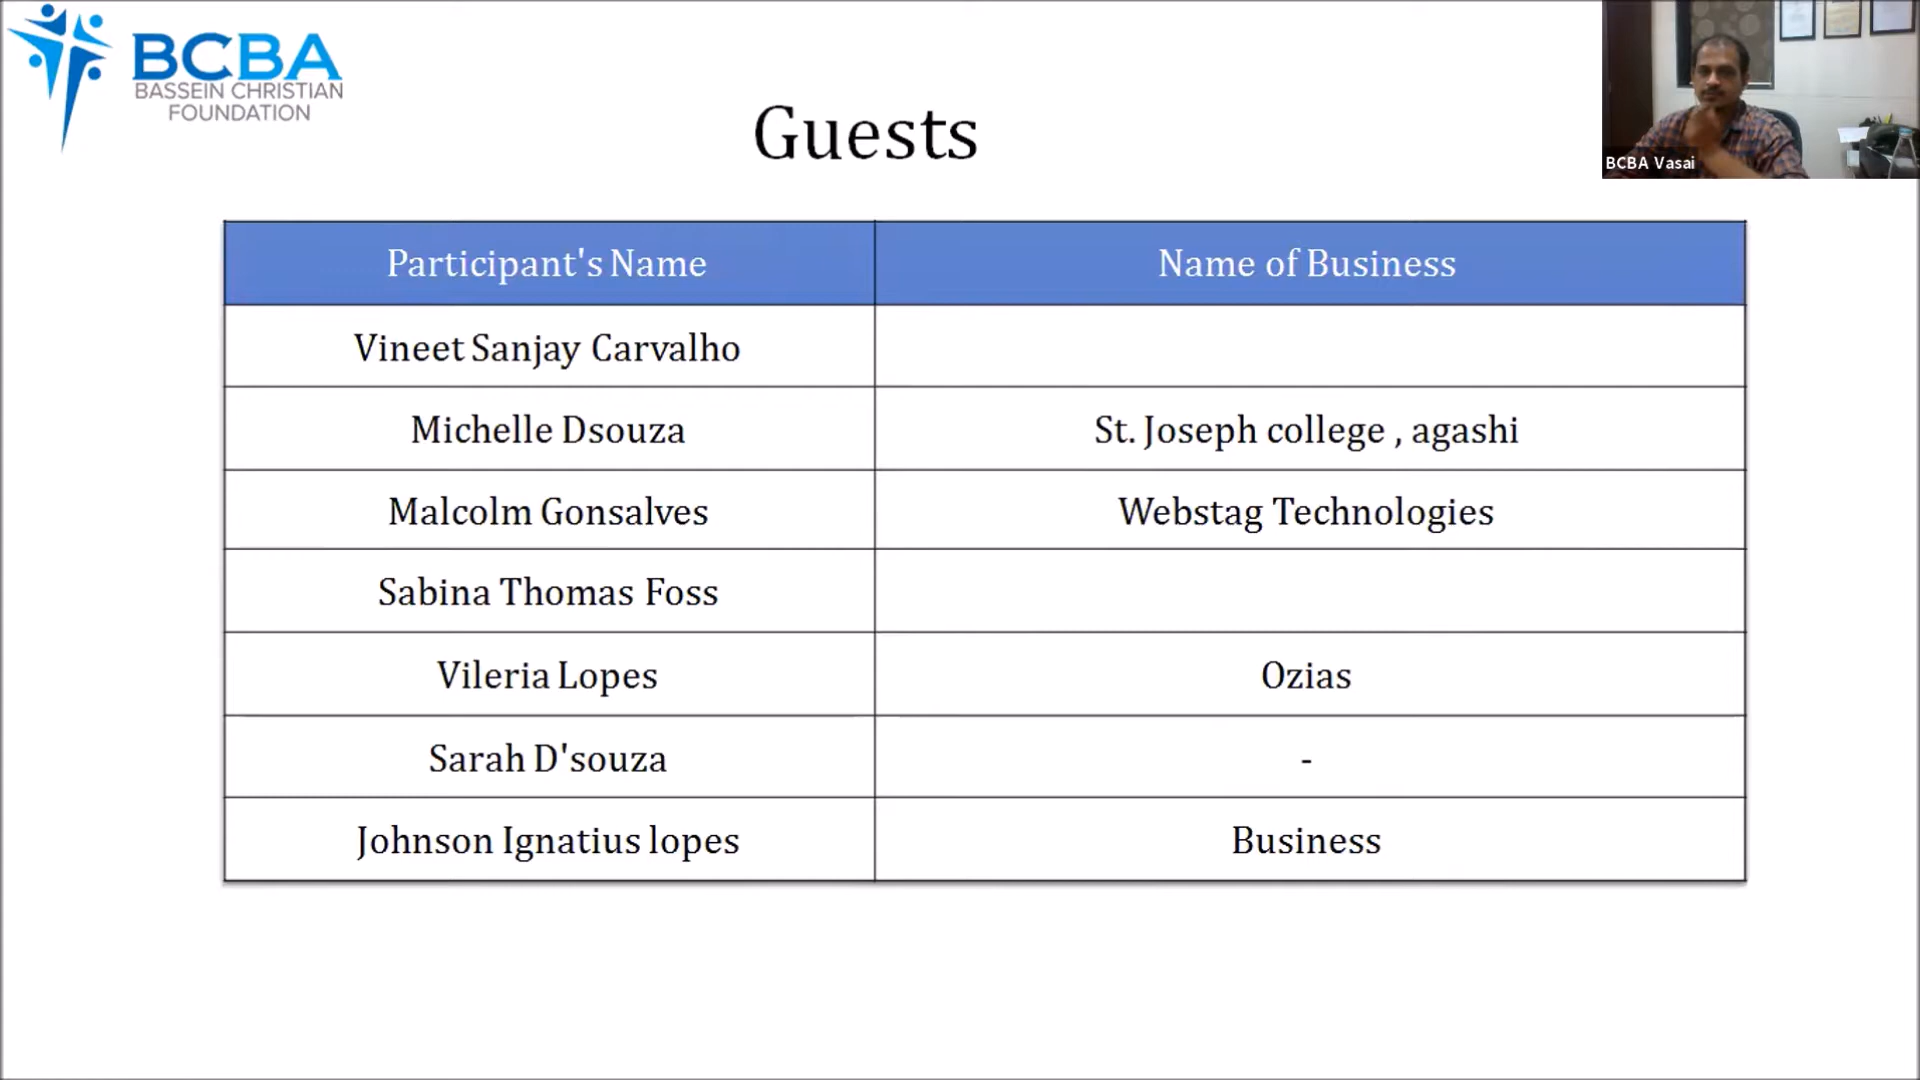 BCBA
BASSEIN CHRISTIAN
FOUNDATION
Guests
BCBA Vasai
Participant's Name Name of Business
Vineet Sanjay Carvalho
Michelle Dsouza St. Joseph college , agashi
Malcolm Gonsalves Webstag Technologies
Sabina Thomas Foss
Vileria Lopes Ozias
Sarah D'souza -
Johnson Ignatius lopes Business